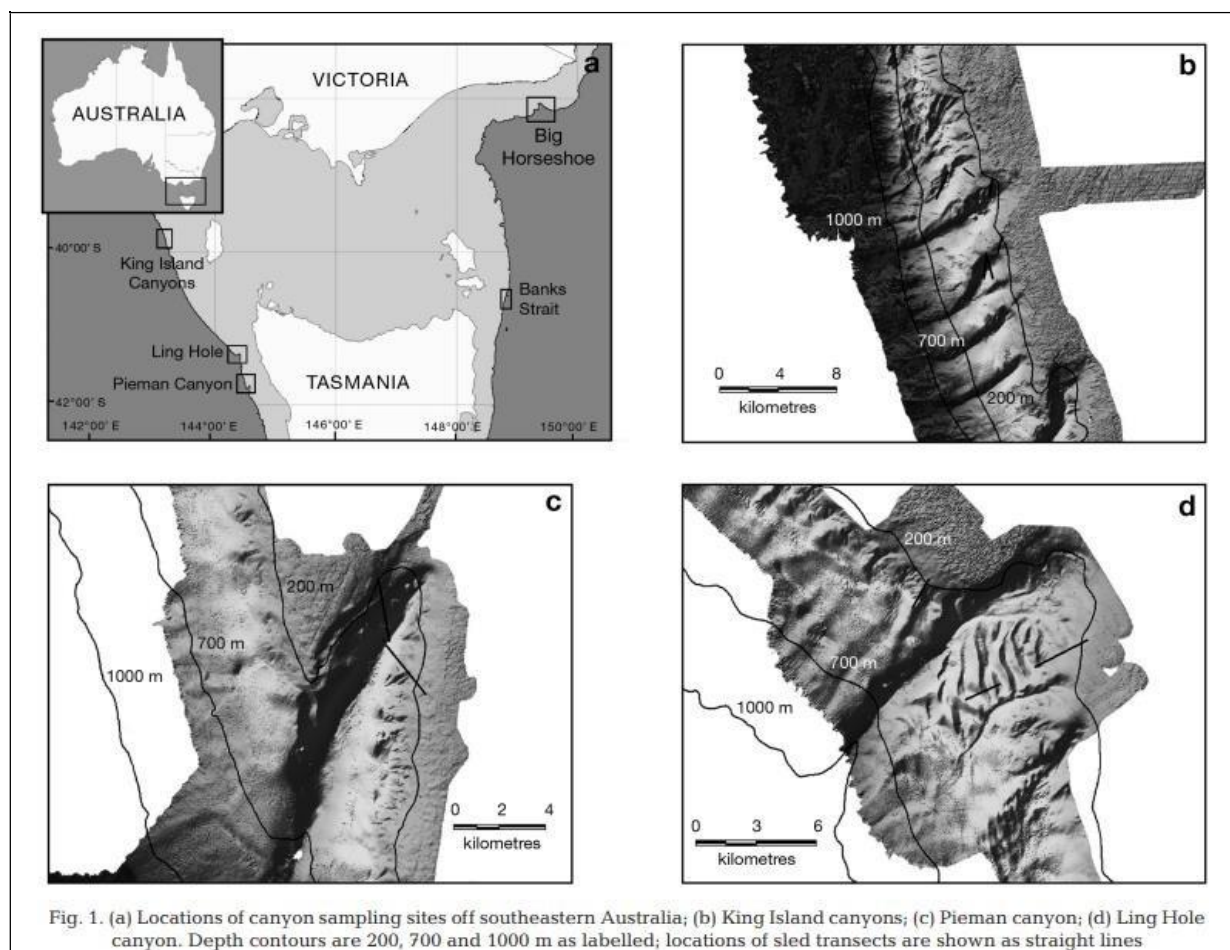 a
VICTORIA
AUSTRALIA
Big
Horseshoe
40°00' S
King Island
Canyons
Banks
Strait
Ling Hole
Pieman Canyon
TASMANIA
42°00' S
142°00' E
144°00' E
146°00' E
148°00' E
150°00' E
b
1000 m
700 m
200 m
0 4 8
kilometres
c
200 m
700 m
1000 m
0 2 4
kilometres
d
200 m
700 m
1000 m
0 3 6
kilometres
Fig. 1. (a) Locations of canyon sampling sites off southeastern Australia; (b) King Island canyons; (c) Pieman canyon; (d) Ling Hole
canyon. Depth contours are 200, 700 and 1000 m as labelled; locations of sled transects are shown as straight lines